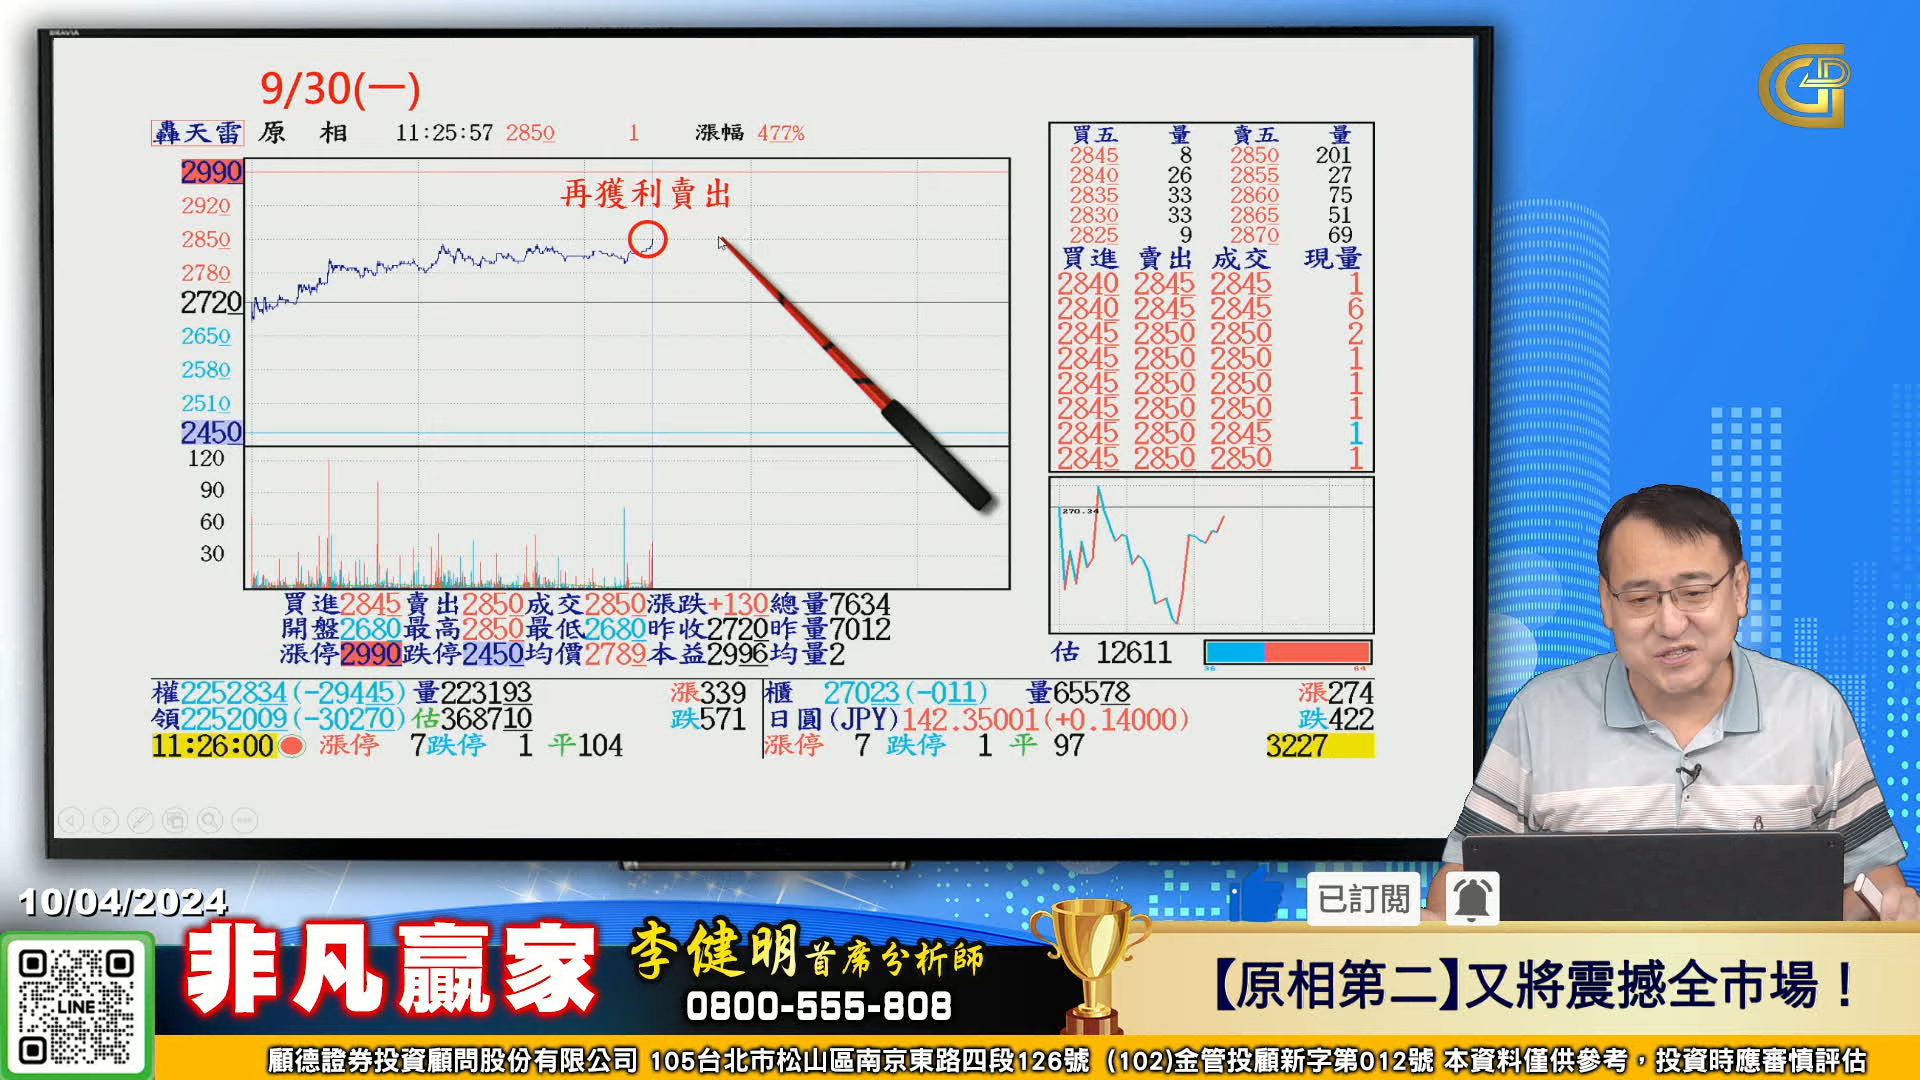 BRAVIA
9/30(一)
轟天雷 原 相 11:25:57 2850 1 漲幅 477%
再獲利賣出
2990
2920
2850
2780
2720
2650
2580
2510
2450
120
90
60
30
買五 量 賣五 量
2845 8 2850 201
2840 26 2855 27
2835 33 2860 75
2830 33 2865 51
2825 9 2870 69
買進 賣出 成交 現量
2840 2845 2845 1
2840 2845 2845 6
2845 2850 2850 2
2845 2850 2850 1
2845 2850 2850 1
2845 2850 2850 1
2845 2850 2845 1
2845 2850 2850 1
270.34
估 12611
36 64
買進2845賣出2850成交2850漲跌+130總量7634
開盤2680最高2850最低2680昨收2720昨量7012
漲停2990跌停2450均價2789本益2996均量2
權2252834(-29445)量223193 漲339 櫃 27023(-011) 量65578 漲274
領2252009(-30270)估368710 跌571 日圓(JPY)142.35001(+0.14000) 跌422
11:26:00 漲停 7跌停 1 平104 漲停 7 跌停 1 平 97 3227
10/04/2024
已訂閱
LINE
非凡贏家
李健明首席分析師
0800-555-808
【原相第二】又將震撼全市場！
顧德證券投資顧問股份有限公司 105台北市松山區南京東路四段126號 (102)金管投顧新字第012號 本資料僅供參考，投資時應審慎評估